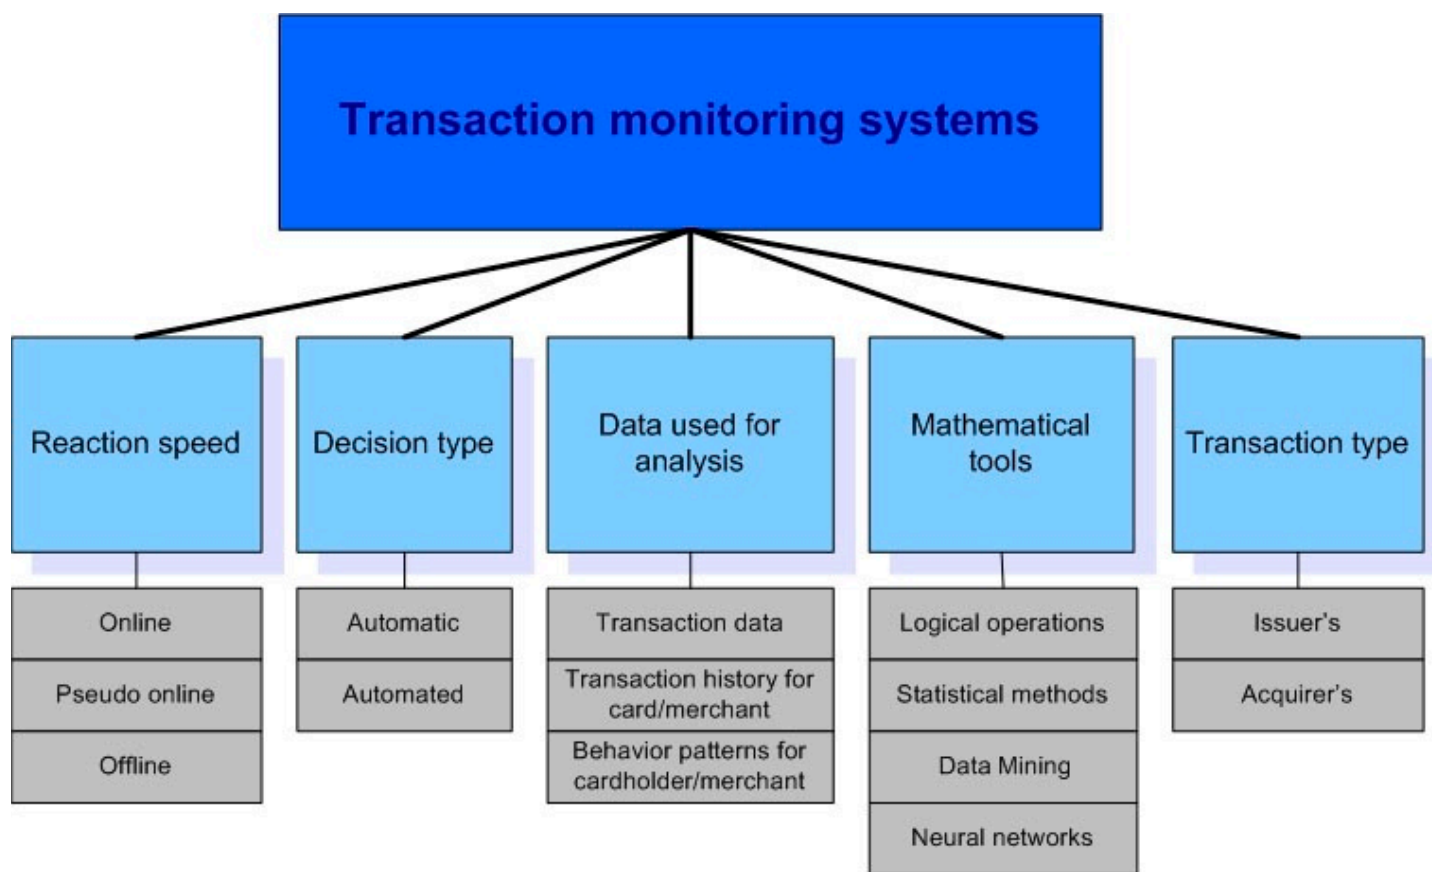 Transaction monitoring systems
Reaction speed
Decision type
Data used for
analysis
Mathematical
tools
Transaction type
Online
Pseudo online
Offline
Automatic
Automated
Transaction data
Transaction history for
card/merchant
Behavior patterns for
cardholder/merchant
Logical operations
Statistical methods
Data Mining
Neural networks
Issuer's
Acquirer's